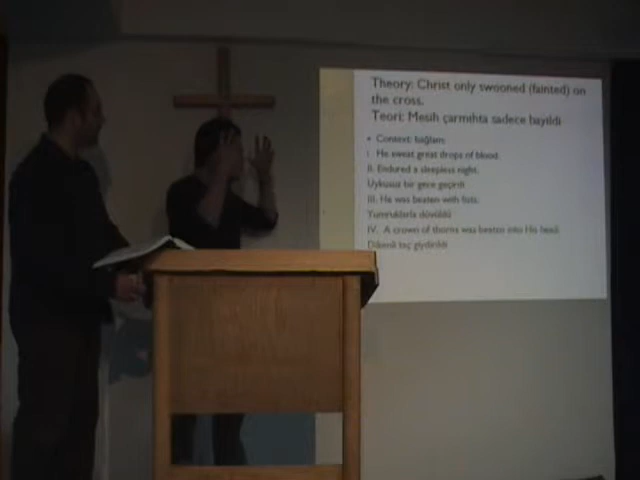 Theory: Christ only swooned (fainted) on
the cross.
Teori: Mesih çarmıhta sadece bayıldı
• Context: bağlam:
I. He sweat great drops of blood.
II. Endured a sleepless night.
Uykusuz bir gece geçirdi
III. He was beaten with fists.
Yumruklarla dövüldü
IV. A crown of thorns was beaten into His head.
Dikenli taç giydirildi